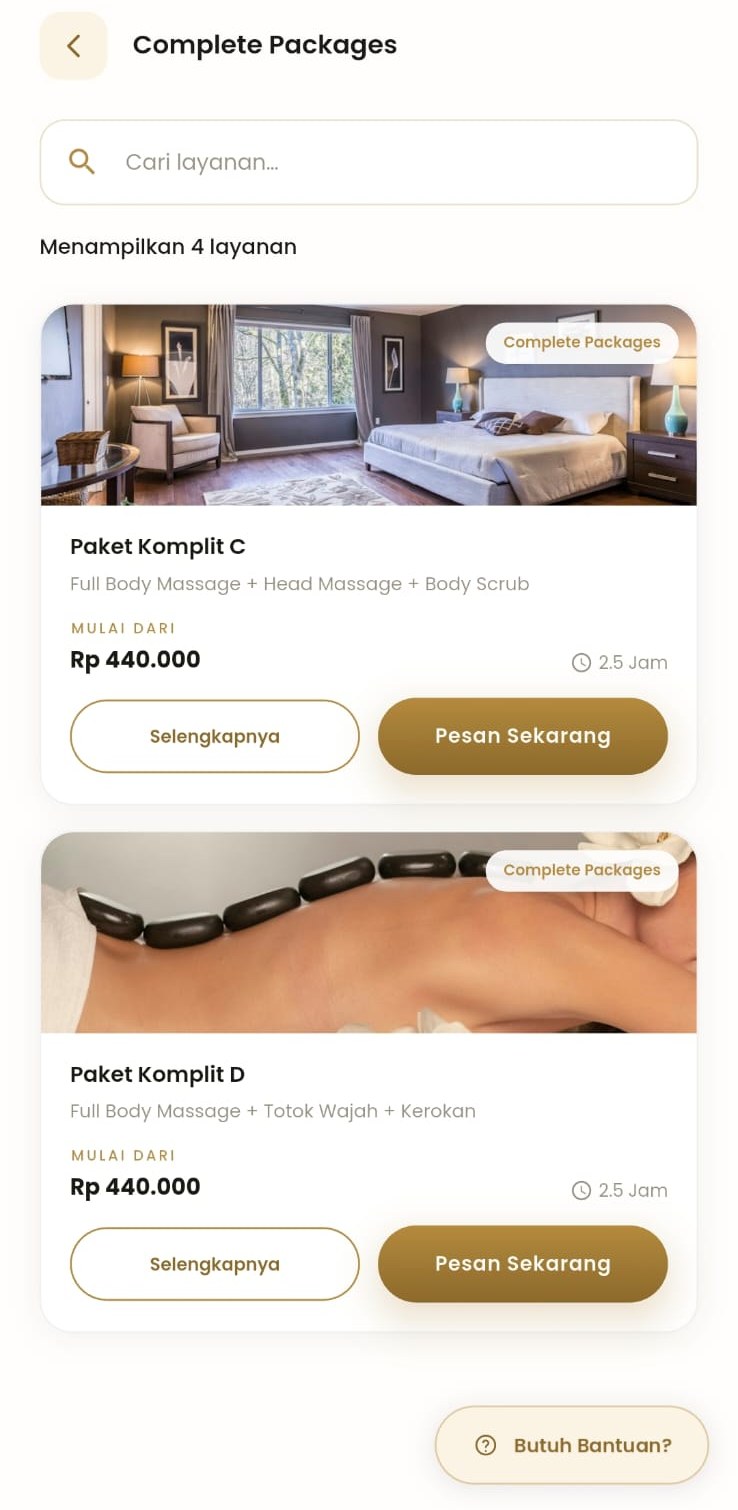 Complete Packages
Cari layanan...
Menampilkan 4 layanan
Complete Packages
Paket Komplit C
Full Body Massage + Head Massage + Body Scrub
MULAI DARI
Rp 440.000
2.5 Jam
Selengkapnya
Pesan Sekarang
Complete Packages
Paket Komplit D
Full Body Massage + Totok Wajah + Kerokan
MULAI DARI
Rp 440.000
2.5 Jam
Selengkapnya
Pesan Sekarang
Butuh Bantuan?